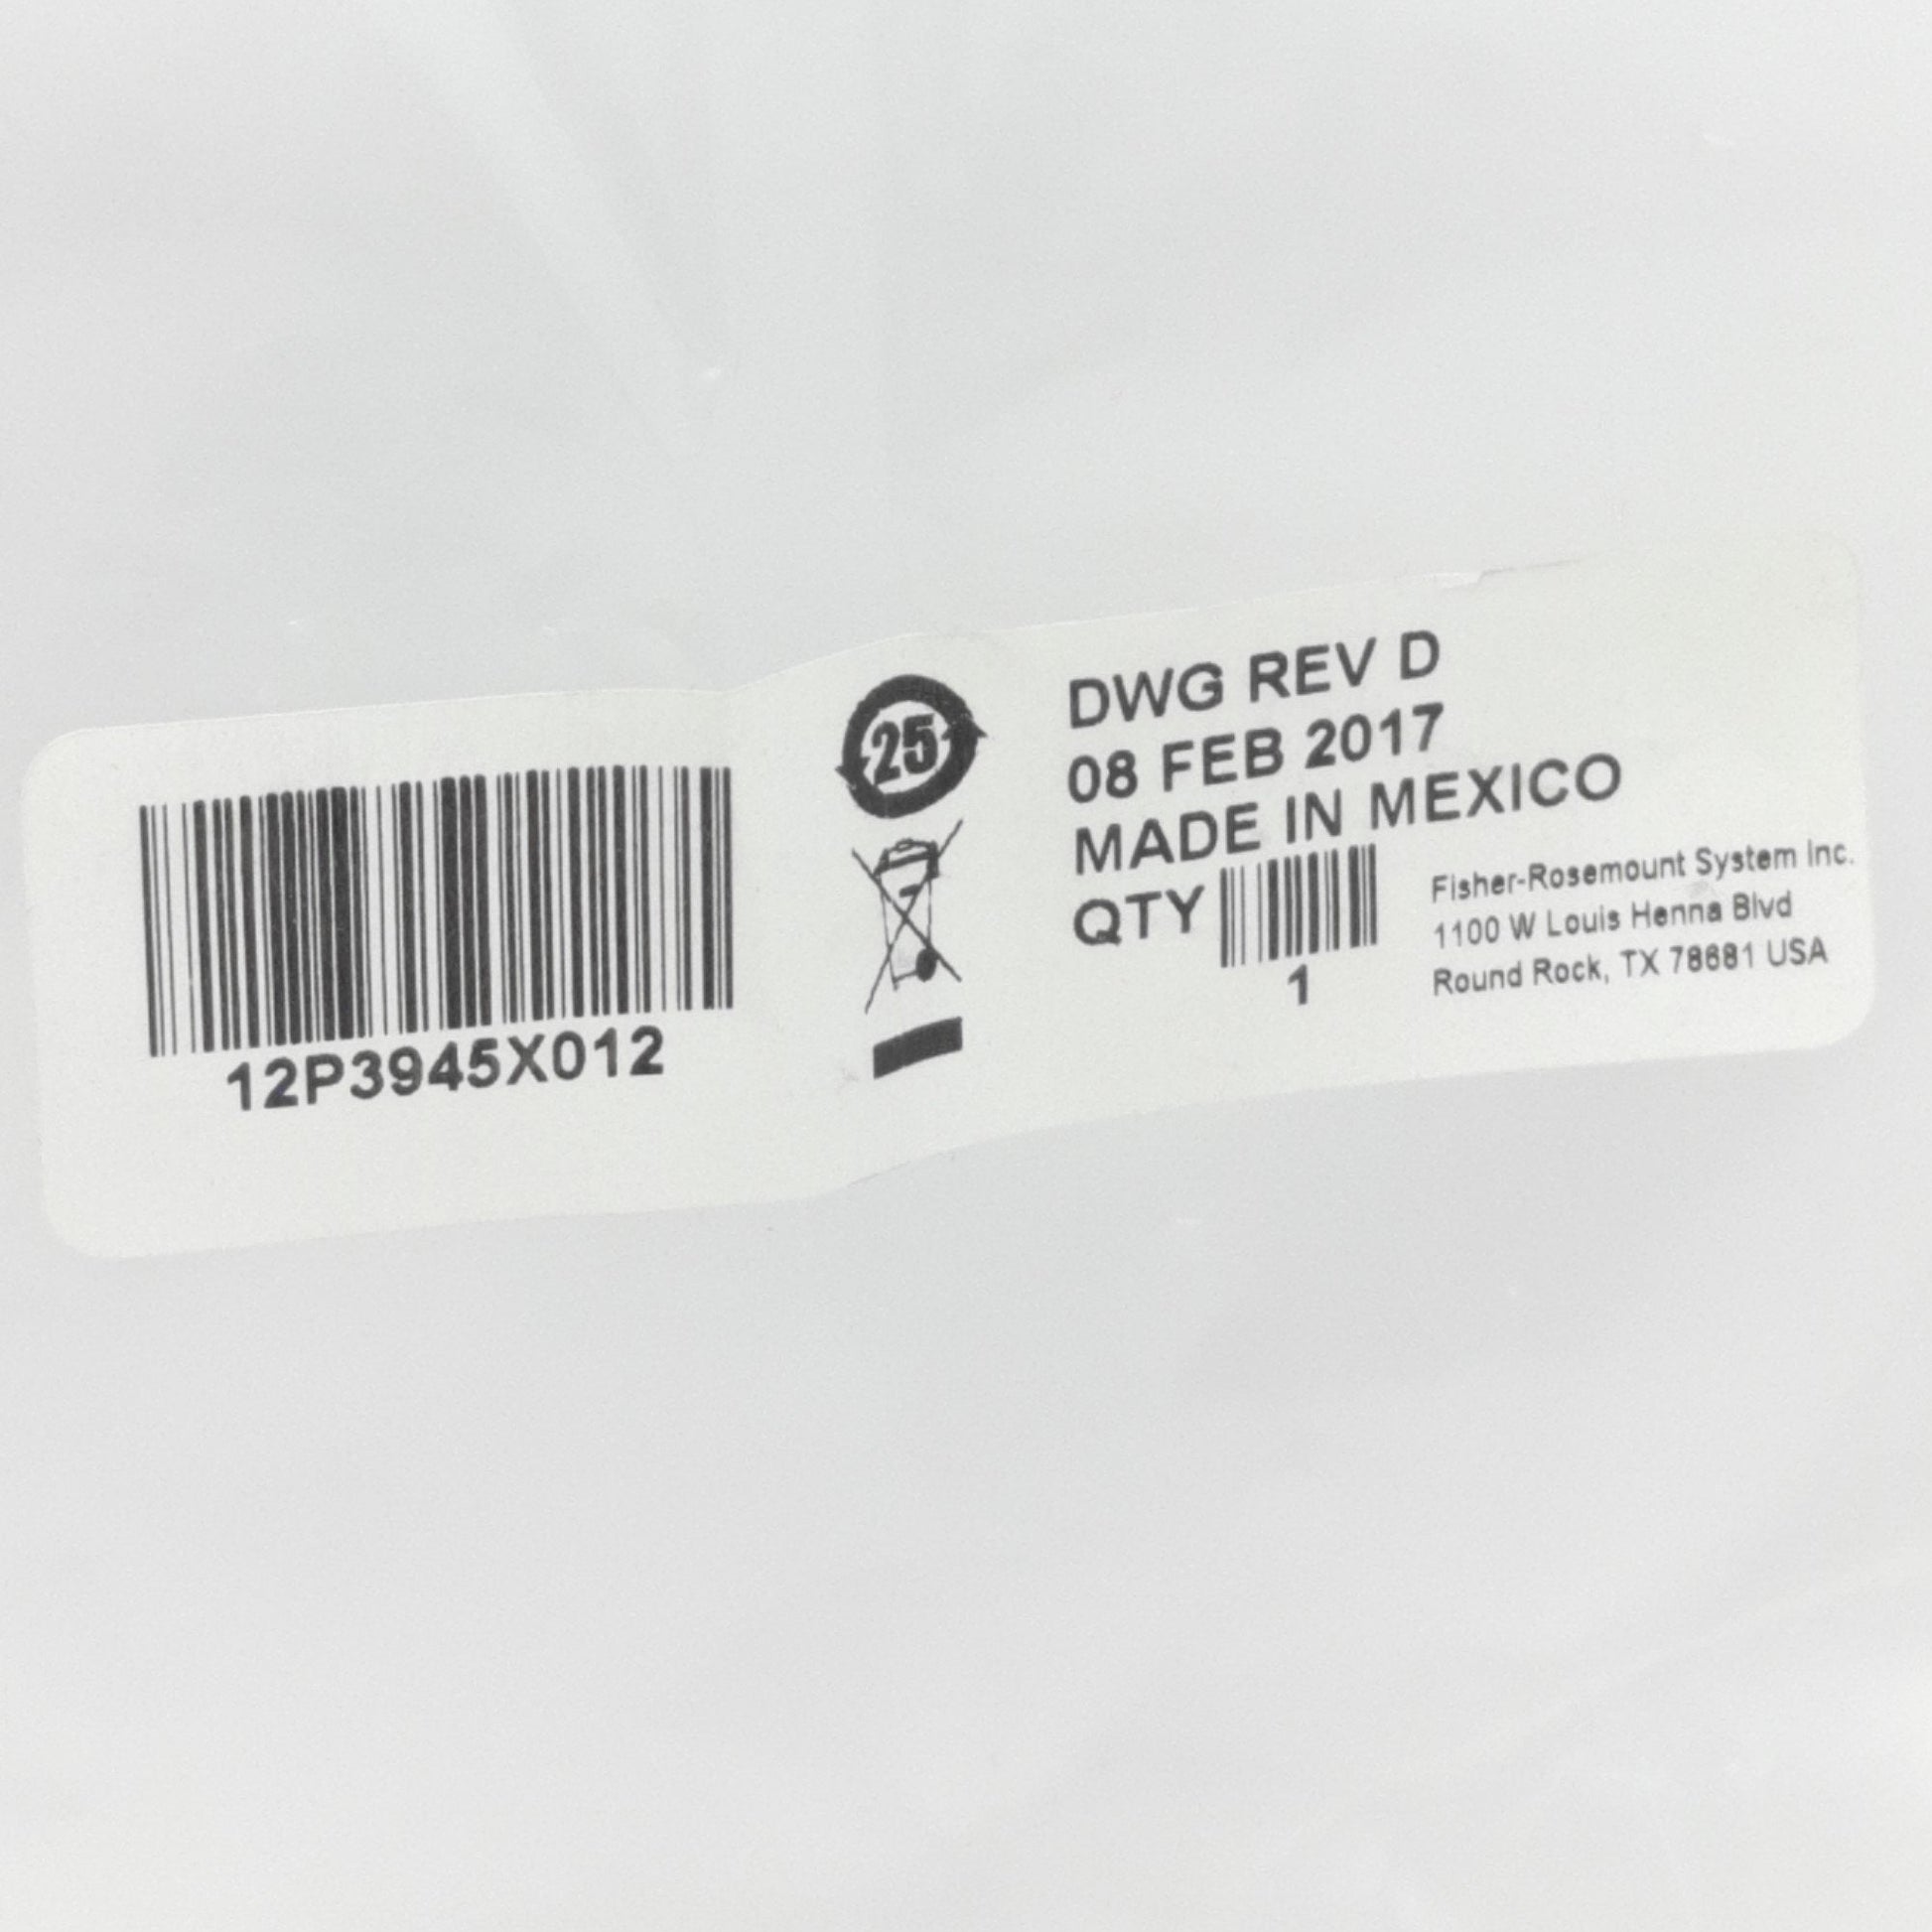 12P3945X012
25
DWG REV D
08 FEB 2017
MADE IN MEXICO
QTY
1
Fisher-Rosemount System Inc.
1100 W Louis Henna Blvd
Round Rock, TX 78681 USA